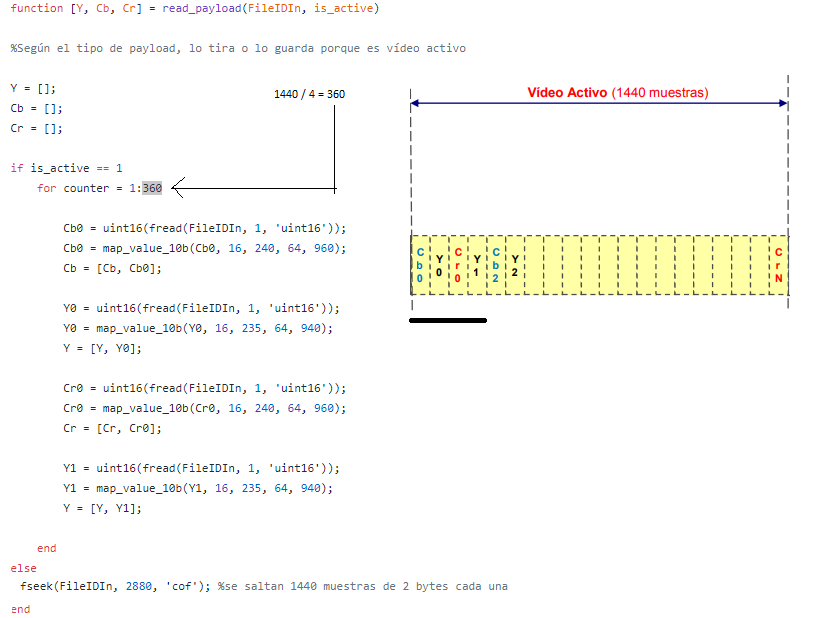 function [Y, Cb, Cr] = read_payload(FileIDIn, is_active)
%Según el tipo de payload, lo tira o lo guarda porque es vídeo activo
Y = [];
Cb = [];
Cr = [];
if is_active == 1
for counter = 1:360
Cb0 = uint16(fread(FileIDIn, 1, 'uint16'));
Cb0 = map_value_10b(Cb0, 16, 240, 64, 960);
Cb = [Cb, Cb0];
Y0 = uint16(fread(FileIDIn, 1, 'uint16'));
Y0 = map_value_10b(Y0, 16, 235, 64, 940);
Y = [Y, Y0];
Cr0 = uint16(fread(FileIDIn, 1, 'uint16'));
Cr0 = map_value_10b(Cr0, 16, 240, 64, 960);
Cr = [Cr, Cr0];
Y1 = uint16(fread(FileIDIn, 1, 'uint16'));
Y1 = map_value_10b(Y1, 16, 235, 64, 940);
Y = [Y, Y1];
end
else
fseek(FileIDIn, 2880, 'cof'); %se saltan 1440 muestras de 2 bytes cada una
end
1440 / 4 = 360
Vídeo Activo (1440 muestras)
Cb0
Y0
Cr0
Y1
Cb2
Y2
CrN